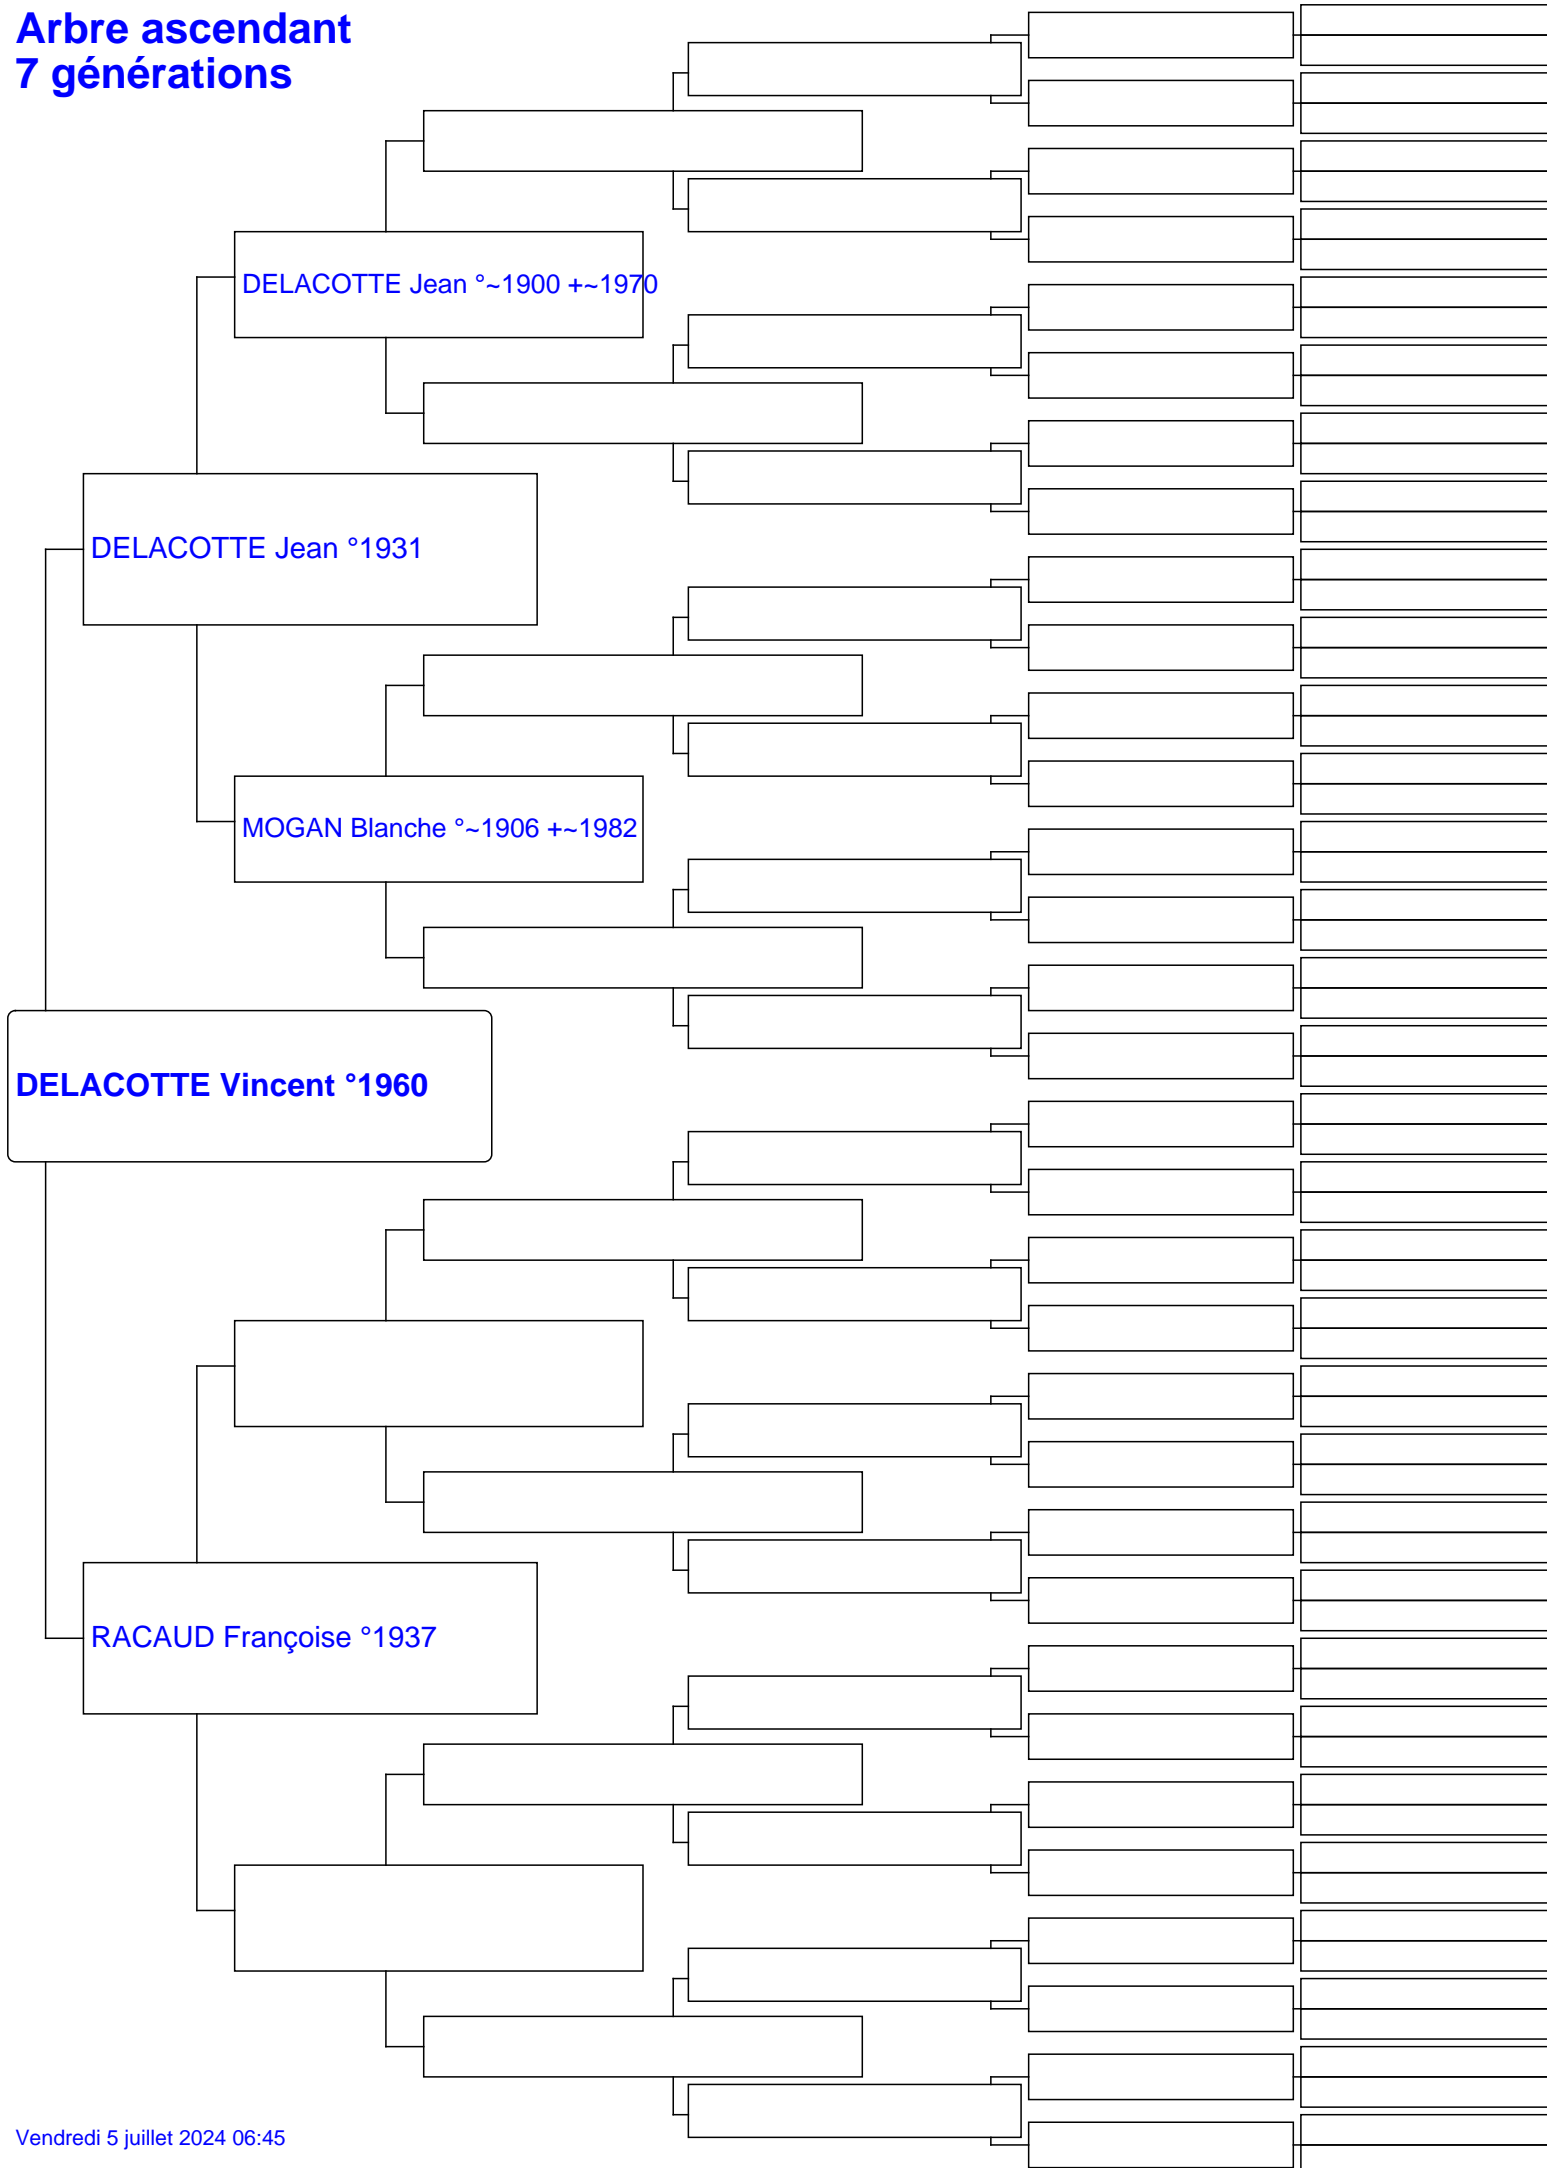 Arbre ascendant
7 générations
DELACOTTE Jean °~1900 +~1970
DELACOTTE Jean °1931
MOGAN Blanche °~1906 +~1982
DELACOTTE Vincent °1960
RACAUD Françoise °1937
Vendredi 5 juillet 2024 06:45